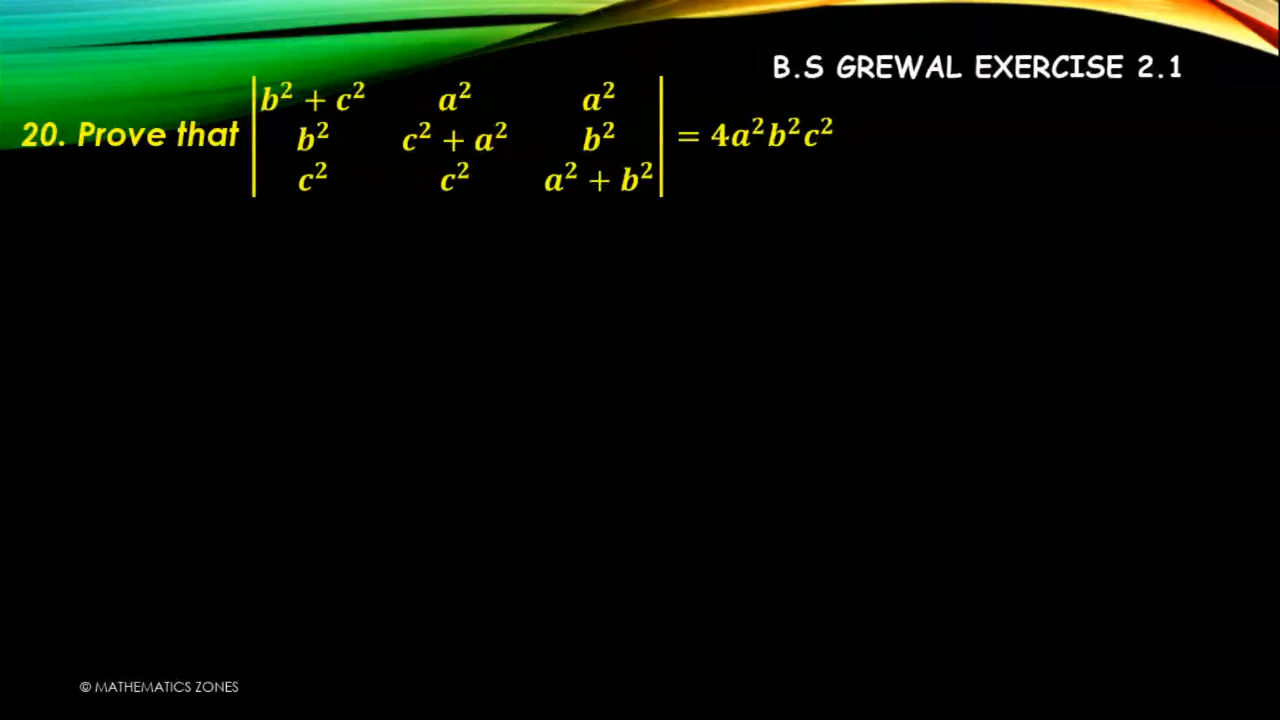 B.S GREWAL EXERCISE 2.1
20. Prove that | b² + c² a² a² |
| b² c² + a² b² | = 4a²b²c²
| c² c² a² + b² |
© MATHEMATICS ZONES